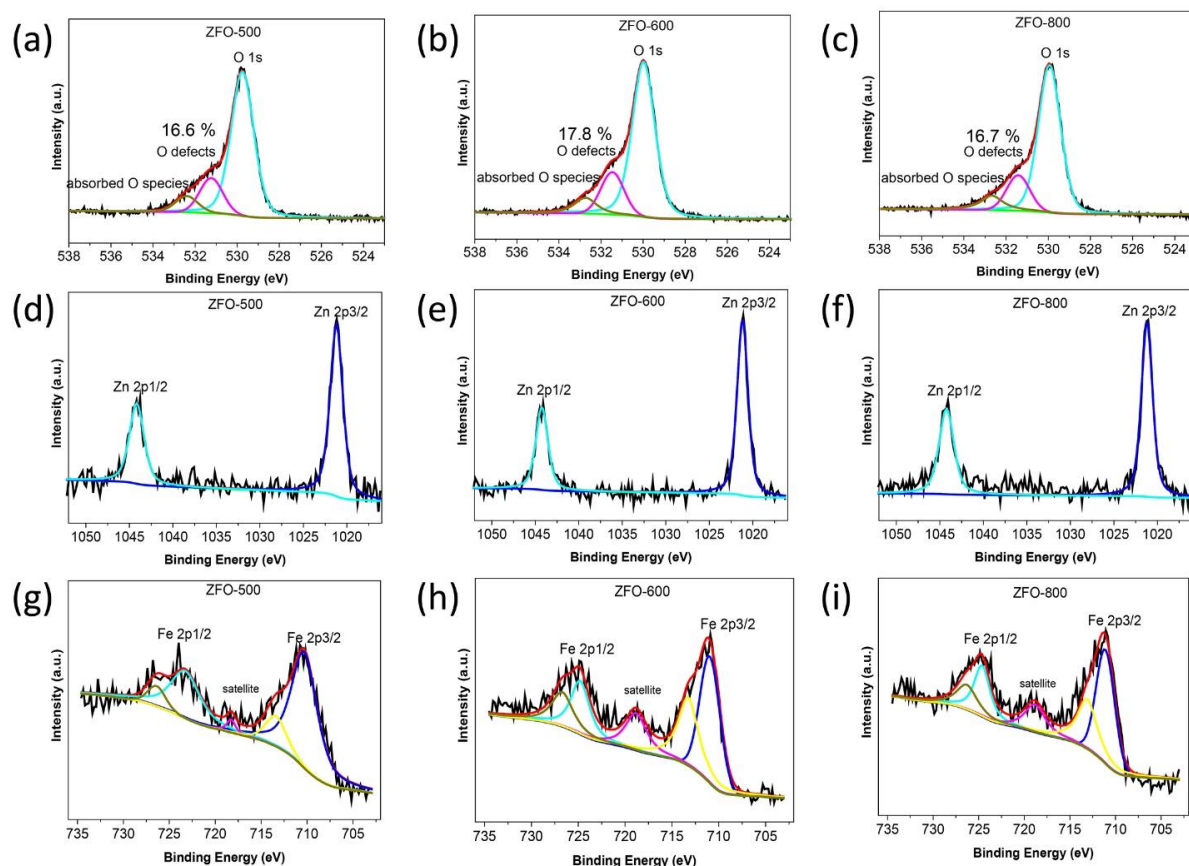 (a)
ZFO-500
O 1s
16.6 %
O defects
absorbed O species
Intensity (a.u.)
538 536 534 532 530 528 526 524
Binding Energy (eV)
(b)
ZFO-600
O 1s
17.8 %
O defects
absorbed O species
Intensity (a.u.)
538 536 534 532 530 528 526 524
Binding Energy (eV)
(c)
ZFO-800
O 1s
16.7 %
O defects
absorbed O species
Intensity (a.u.)
538 536 534 532 530 528 526 524
Binding Energy (eV)
(d)
ZFO-500
Zn 2p3/2
Zn 2p1/2
Intensity (a.u.)
1050 1045 1040 1035 1030 1025 1020
Binding Energy (eV)
(e)
ZFO-600
Zn 2p3/2
Zn 2p1/2
Intensity (a.u.)
1050 1045 1040 1035 1030 1025 1020
Binding Energy (eV)
(f)
ZFO-800
Zn 2p3/2
Zn 2p1/2
Intensity (a.u.)
1050 1045 1040 1035 1030 1025 1020
Binding Energy (eV)
(g)
ZFO-500
Fe 2p1/2
Fe 2p3/2
satellite
Intensity (a.u.)
735 730 725 720 715 710 705
Binding Energy (eV)
(h)
ZFO-600
Fe 2p3/2
Fe 2p1/2
satellite
Intensity (a.u.)
735 730 725 720 715 710 705
Binding Energy (eV)
(i)
ZFO-800
Fe 2p3/2
Fe 2p1/2
satellite
Intensity (a.u.)
735 730 725 720 715 710 705
Binding Energy (eV)